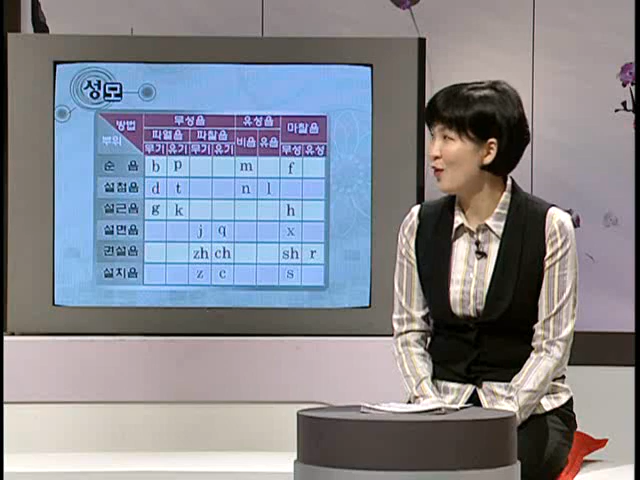 성모
방법 무성음 유성음 마찰음
부위 파열음 파찰음 비음 유음
무기 유기 무기 유기 무성 유성
순 음 b p m f
설첨음 d t n l
설근음 g k h
설면음 j q x
권설음 zh ch sh r
설치음 z c s